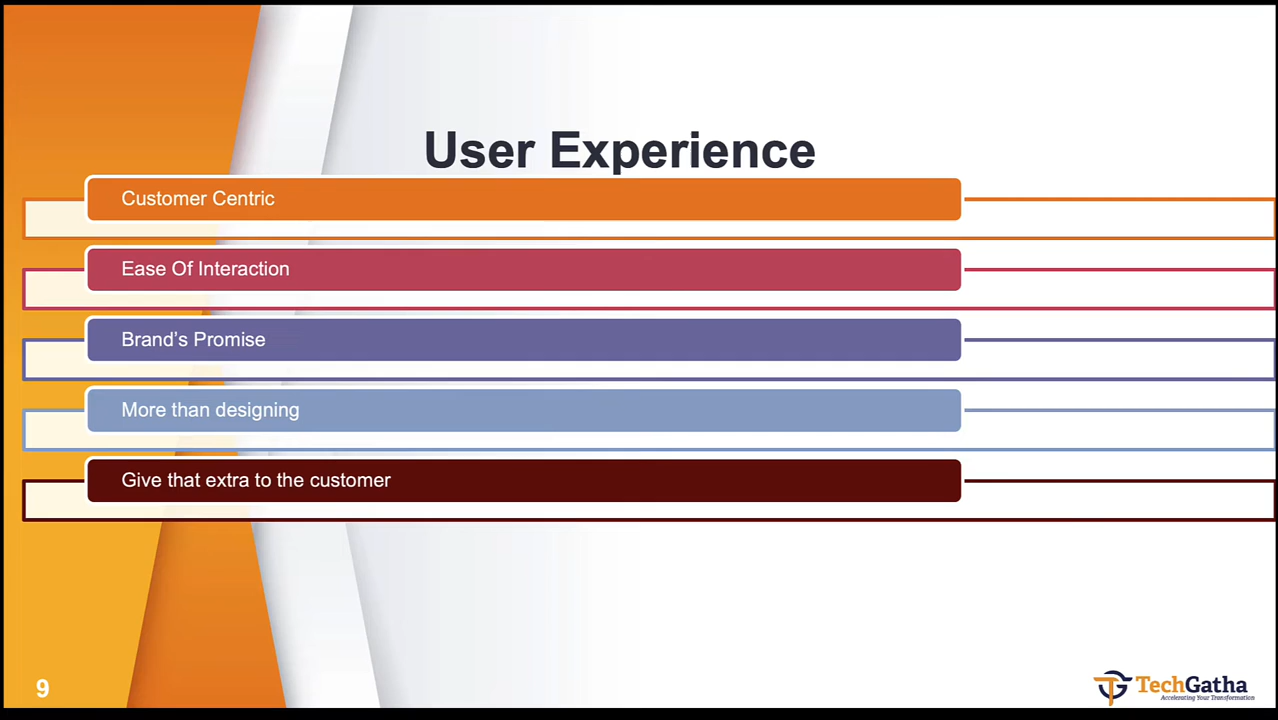 User Experience
Customer Centric
Ease Of Interaction
Brand’s Promise
More than designing
Give that extra to the customer
9
TechGatha
Accelerating Your Transformation